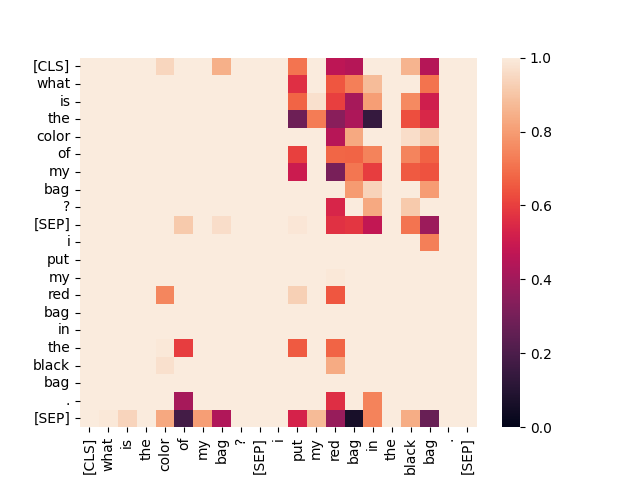 [CLS]
what
is
the
color
of
my
bag
?
[SEP]
i
put
my
red
bag
in
the
black
bag
.
[SEP]
1.0
0.8
0.6
0.4
0.2
0.0
[CLS]
what
is
the
color
of
my
bag
?
[SEP]
i
put
my
red
bag
in
the
black
bag
.
[SEP]